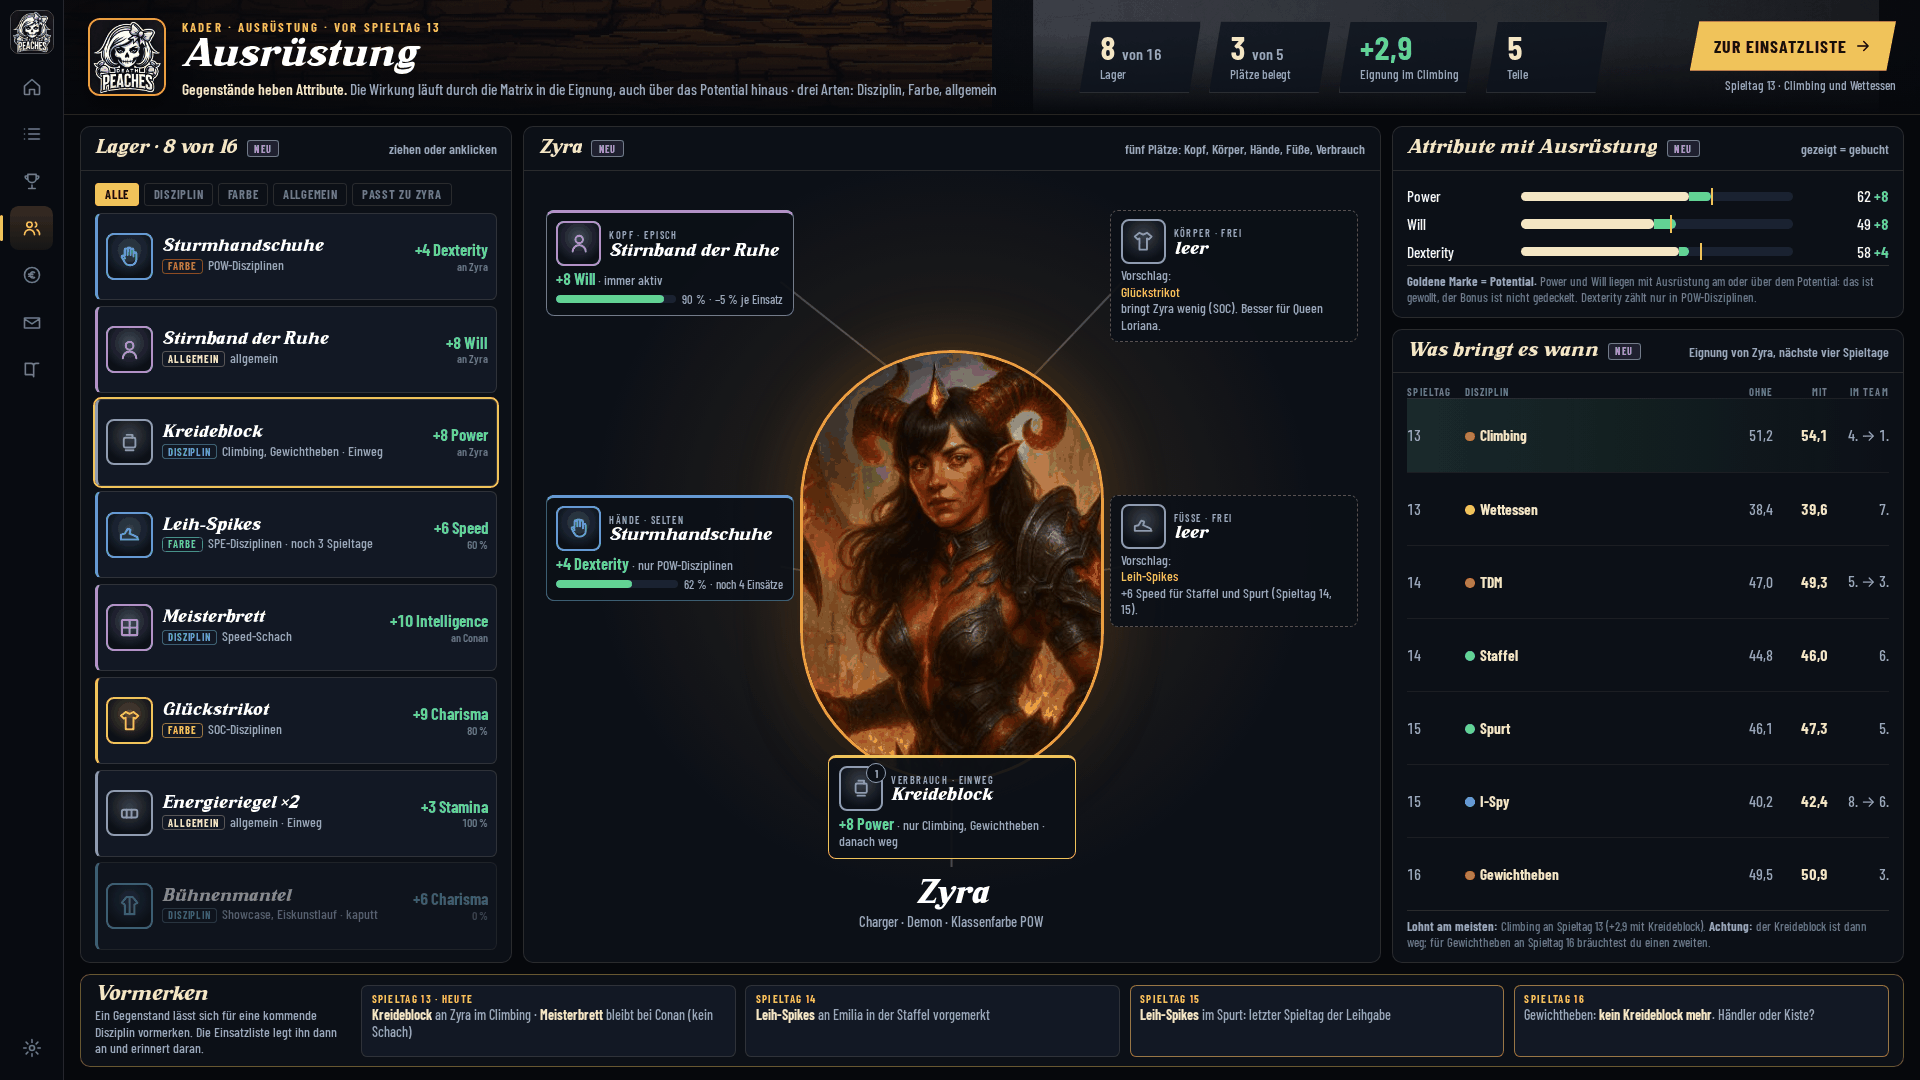 KADER · AUSRÜSTUNG · VOR SPIELTAG 13
Ausrüstung
Gegenstände heben Attribute. Die Wirkung läuft durch die Matrix in die Eignung, auch über das Potential hinaus · drei Arten: Disziplin, Farbe, allgemein
DEATH
PEACHES
8 von 16
Lager
3 von 5
Plätze belegt
+2,9
Eignung im Climbing
5
Teile
ZUR EINSATZLISTE →
Spieltag 13 · Climbing und Wettessen
Lager · 8 von 16 NEU
ziehen oder anklicken
ALLE DISZIPLIN FARBE ALLGEMEIN PASST ZU ZYRA
Sturmhandschuhe
FARBE POW-Disziplinen
+4 Dexterity
an Zyra
Stirnband der Ruhe
ALLGEMEIN allgemein
+8 Will
an Zyra
Kreideblock
DISZIPLIN Climbing, Gewichtheben · Einweg
+8 Power
an Zyra
Leih-Spikes
FARBE SPE-Disziplinen · noch 3 Spieltage
+6 Speed
60 %
Meisterbrett
DISZIPLIN Speed-Schach
+10 Intelligence
an Conan
Glückstrikot
FARBE SOC-Disziplinen
+9 Charisma
80 %
Energieriegel ×2
ALLGEMEIN allgemein · Einweg
+3 Stamina
100 %
Bühnenmantel
DISZIPLIN Showcase, Eiskunstlauf · kaputt
+6 Charisma
0 %
Zyra NEU
fünf Plätze: Kopf, Körper, Hände, Füße, Verbrauch
KOPF · EPISCH
Stirnband der Ruhe
+8 Will · immer aktiv
90 % · −5 % je Einsatz
KÖRPER · FREI
leer
Vorschlag:
Glückstrikot
bringt Zyra wenig (SOC). Besser für Queen
Loriana.
HÄNDE · SELTEN
Sturmhandschuhe
+4 Dexterity · nur POW-Disziplinen
62 % · noch 4 Einsätze
FÜSSE · FREI
leer
Vorschlag:
Leih-Spikes
+6 Speed für Staffel und Spurt (Spieltag 14,
15).
1
VERBRAUCH · EINWEG
Kreideblock
+8 Power · nur Climbing, Gewichtheben ·
danach weg
Zyra
Charger · Demon · Klassenfarbe POW
Attribute mit Ausrüstung NEU
gezeigt = gebucht
Power 62 +8
Will 49 +8
Dexterity 58 +4
Goldene Marke = Potential. Power und Will liegen mit Ausrüstung am oder über dem Potential: das ist
gewollt, der Bonus ist nicht gedeckelt. Dexterity zählt nur in POW-Disziplinen.
Was bringt es wann NEU
Eignung von Zyra, nächste vier Spieltage
SPIELTAG DISZIPLIN OHNE MIT IM TEAM
13 Climbing 51,2 54,1 4. → 1.
13 Wettessen 38,4 39,6 7.
14 TDM 47,0 49,3 5. → 3.
14 Staffel 44,8 46,0 6.
15 Spurt 46,1 47,3 5.
15 I-Spy 40,2 42,4 8. → 6.
16 Gewichtheben 49,5 50,9 3.
Lohnt am meisten: Climbing an Spieltag 13 (+2,9 mit Kreideblock). Achtung: der Kreideblock ist dann
weg; für Gewichtheben an Spieltag 16 bräuchtest du einen zweiten.
Vormerken
Ein Gegenstand lässt sich für eine kommende
Disziplin vormerken. Die Einsatzliste legt ihn dann
an und erinnert daran.
SPIELTAG 13 · HEUTE
Kreideblock an Zyra im Climbing · Meisterbrett bleibt bei Conan (kein
Schach)
SPIELTAG 14
Leih-Spikes an Emilia in der Staffel vorgemerkt
SPIELTAG 15
Leih-Spikes im Spurt: letzter Spieltag der Leihgabe
SPIELTAG 16
Gewichtheben: kein Kreideblock mehr. Händler oder Kiste?